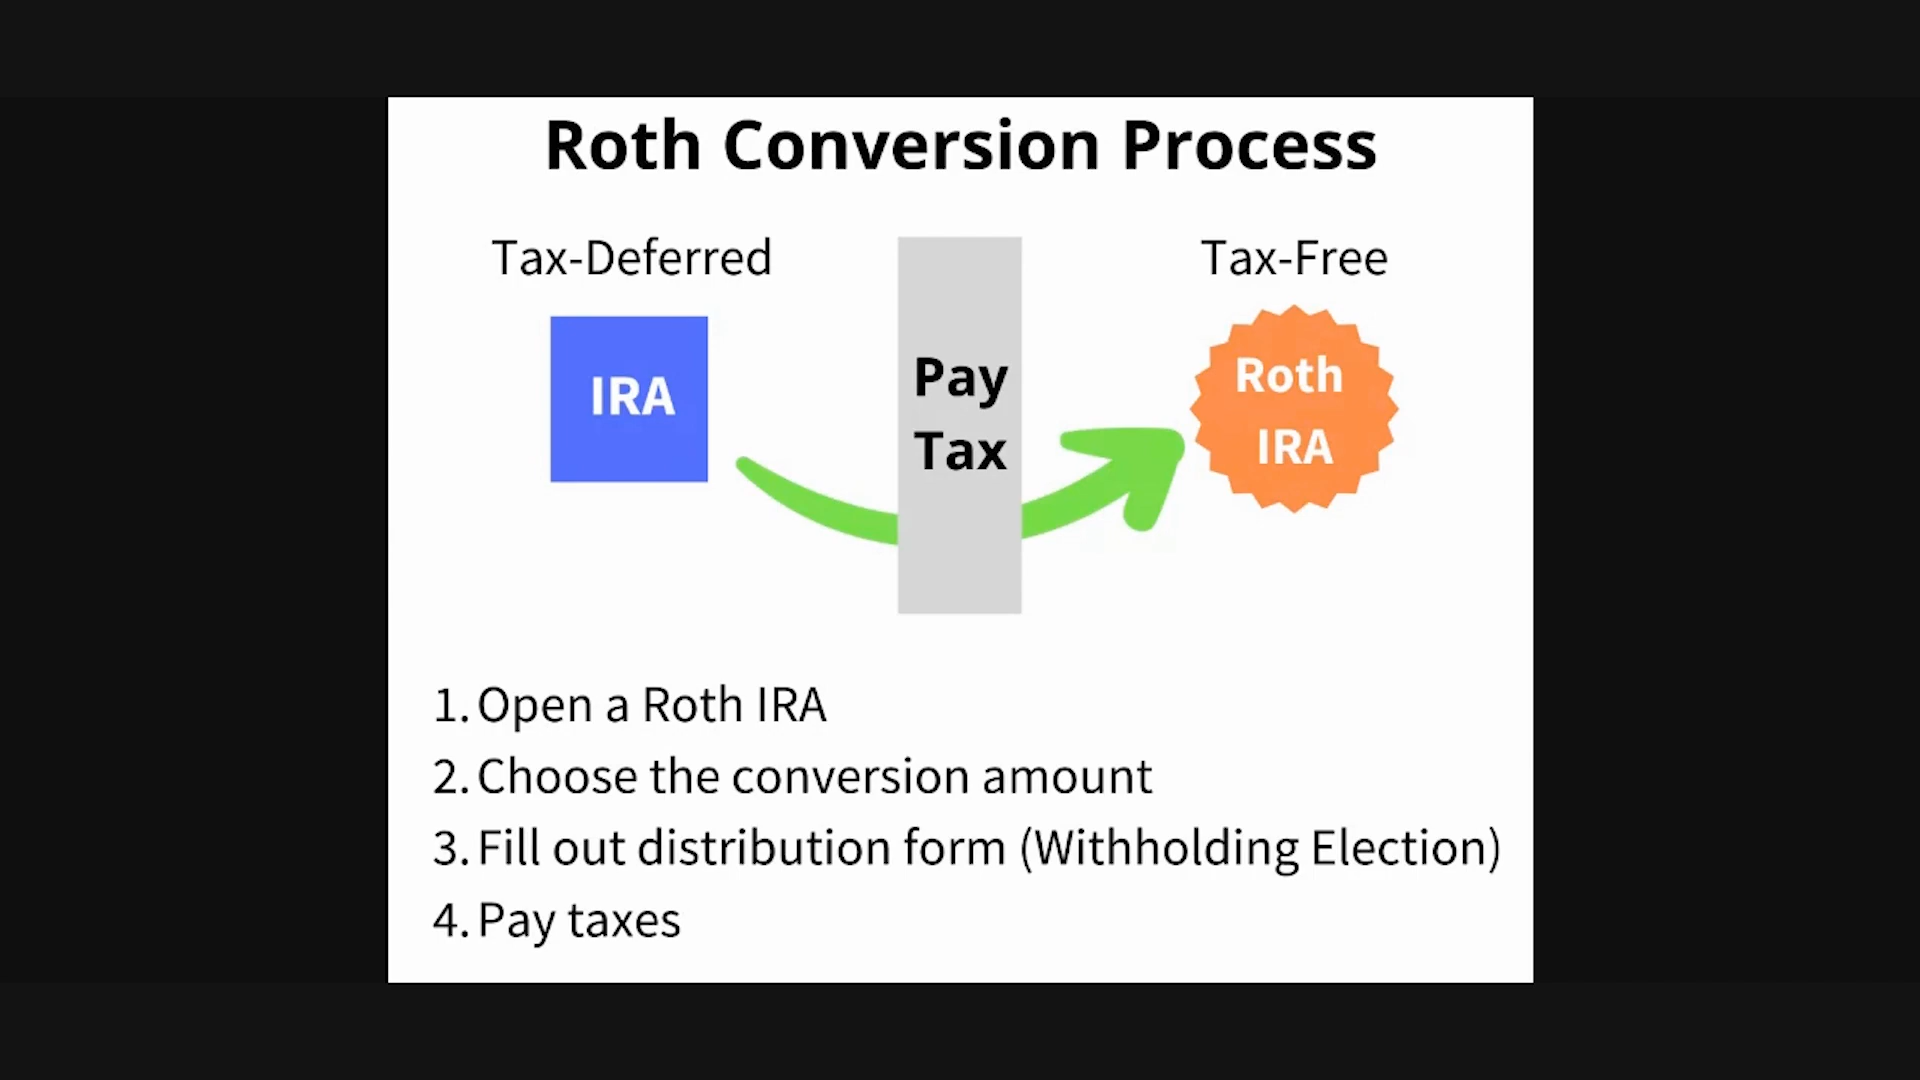 Roth Conversion Process
Tax-Deferred
Tax-Free
IRA
Pay
Tax
Roth
IRA
1. Open a Roth IRA
2. Choose the conversion amount
3. Fill out distribution form (Withholding Election)
4. Pay taxes